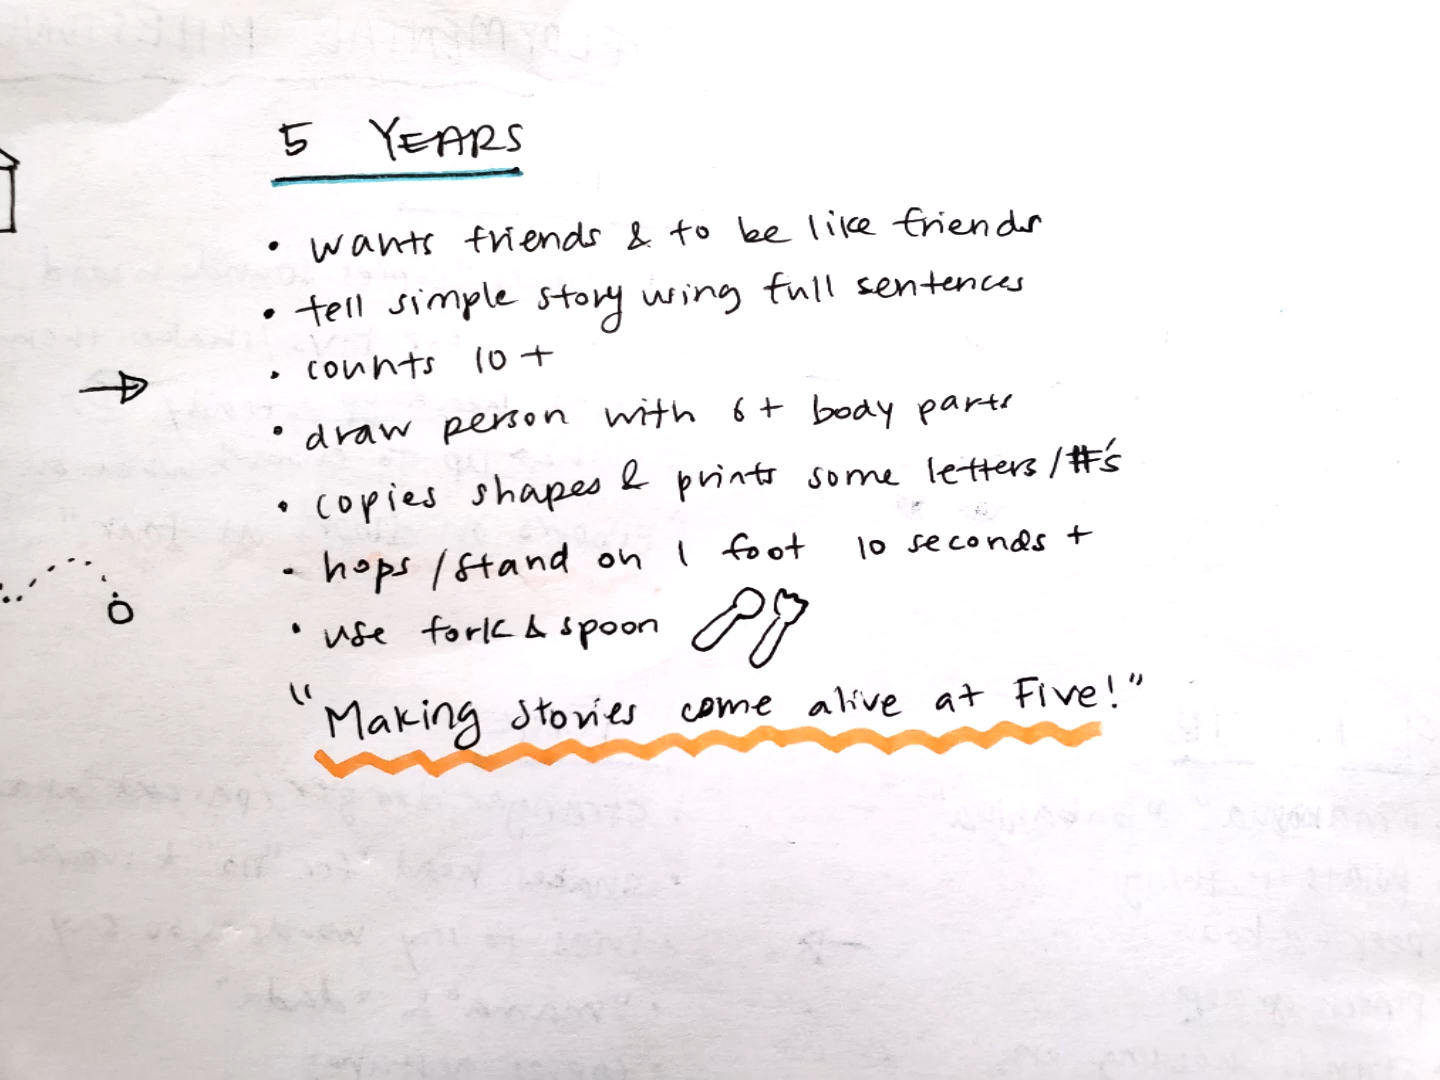 5 YEARS
• wants friends & to be like friends
• tell simple story using full sentences
• counts 10+
• draw person with 6+ body parts
• copies shapes & prints some letters/#'s
• hops/stand on 1 foot 10 seconds +
• use fork & spoon
"Making stories come alive at Five!"